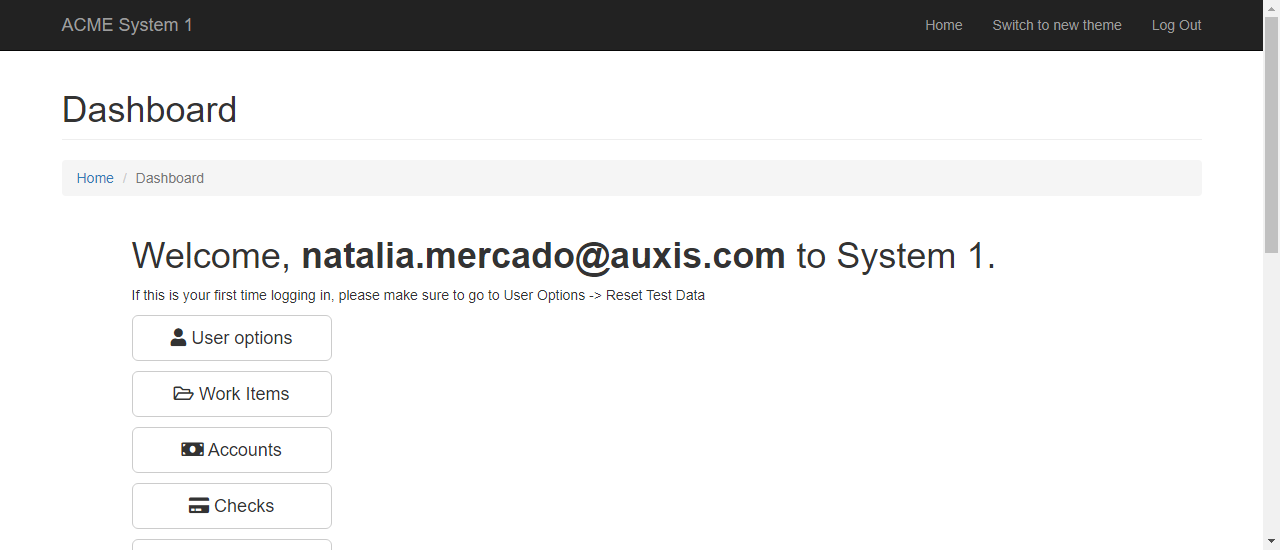 ACME System 1
Home Switch to new theme Log Out
Dashboard
Home / Dashboard
Welcome, natalia.mercado@auxis.com to System 1.
If this is your first time logging in, please make sure to go to User Options -> Reset Test Data
User options
Work Items
Accounts
Checks